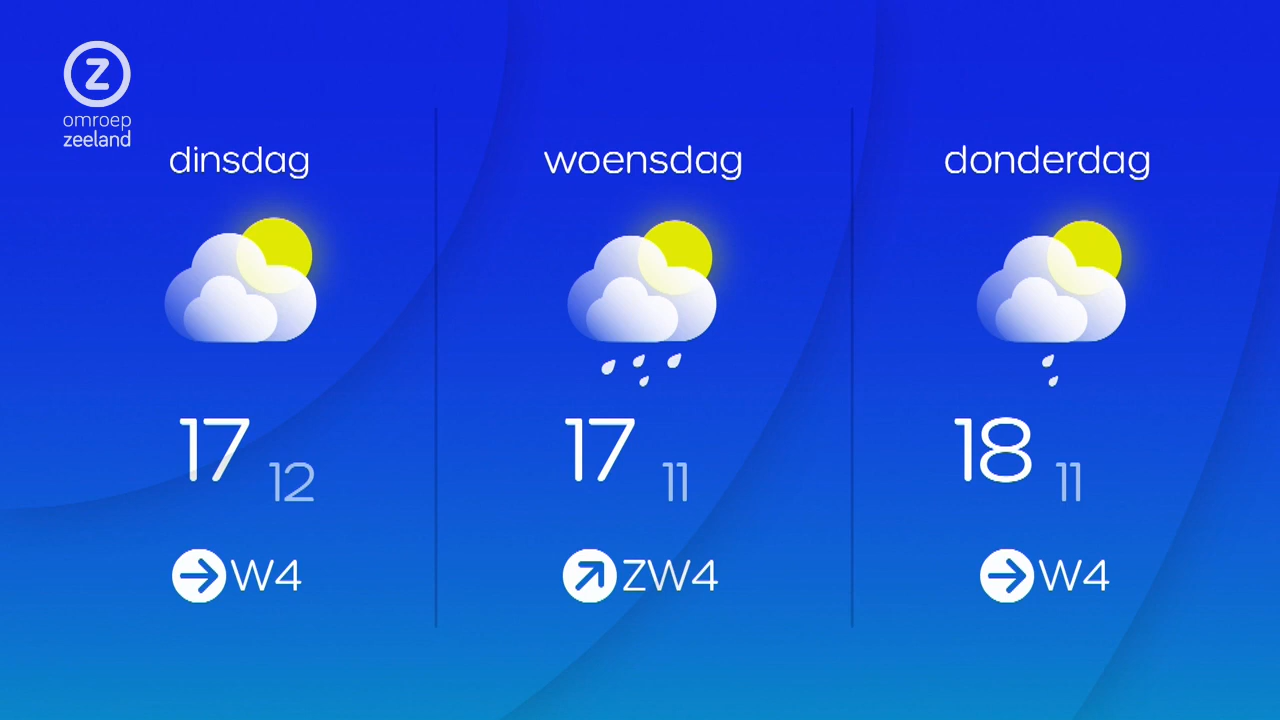 Z
omroep
zeeland
dinsdag
woensdag
donderdag
17 12
17 11
18 11
W4
ZW4
W4